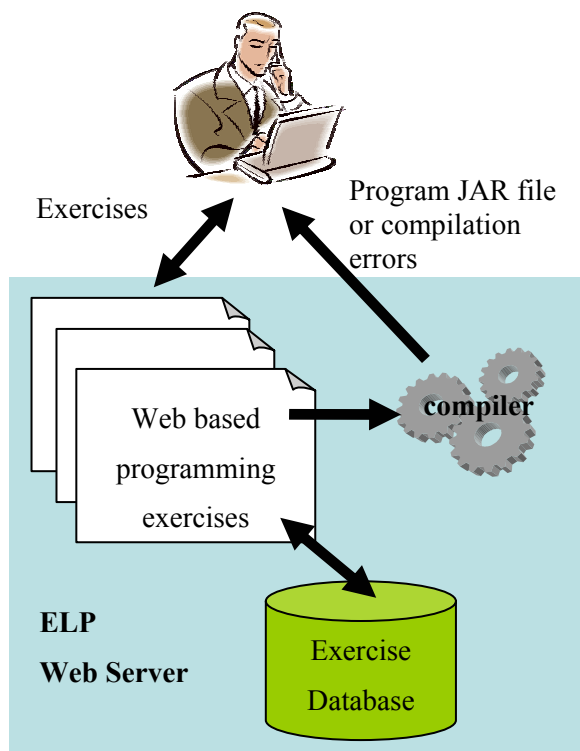 Exercises
Program JAR file
or compilation
errors
Web based
programming
exercises
compiler
ELP
Web Server
Exercise
Database